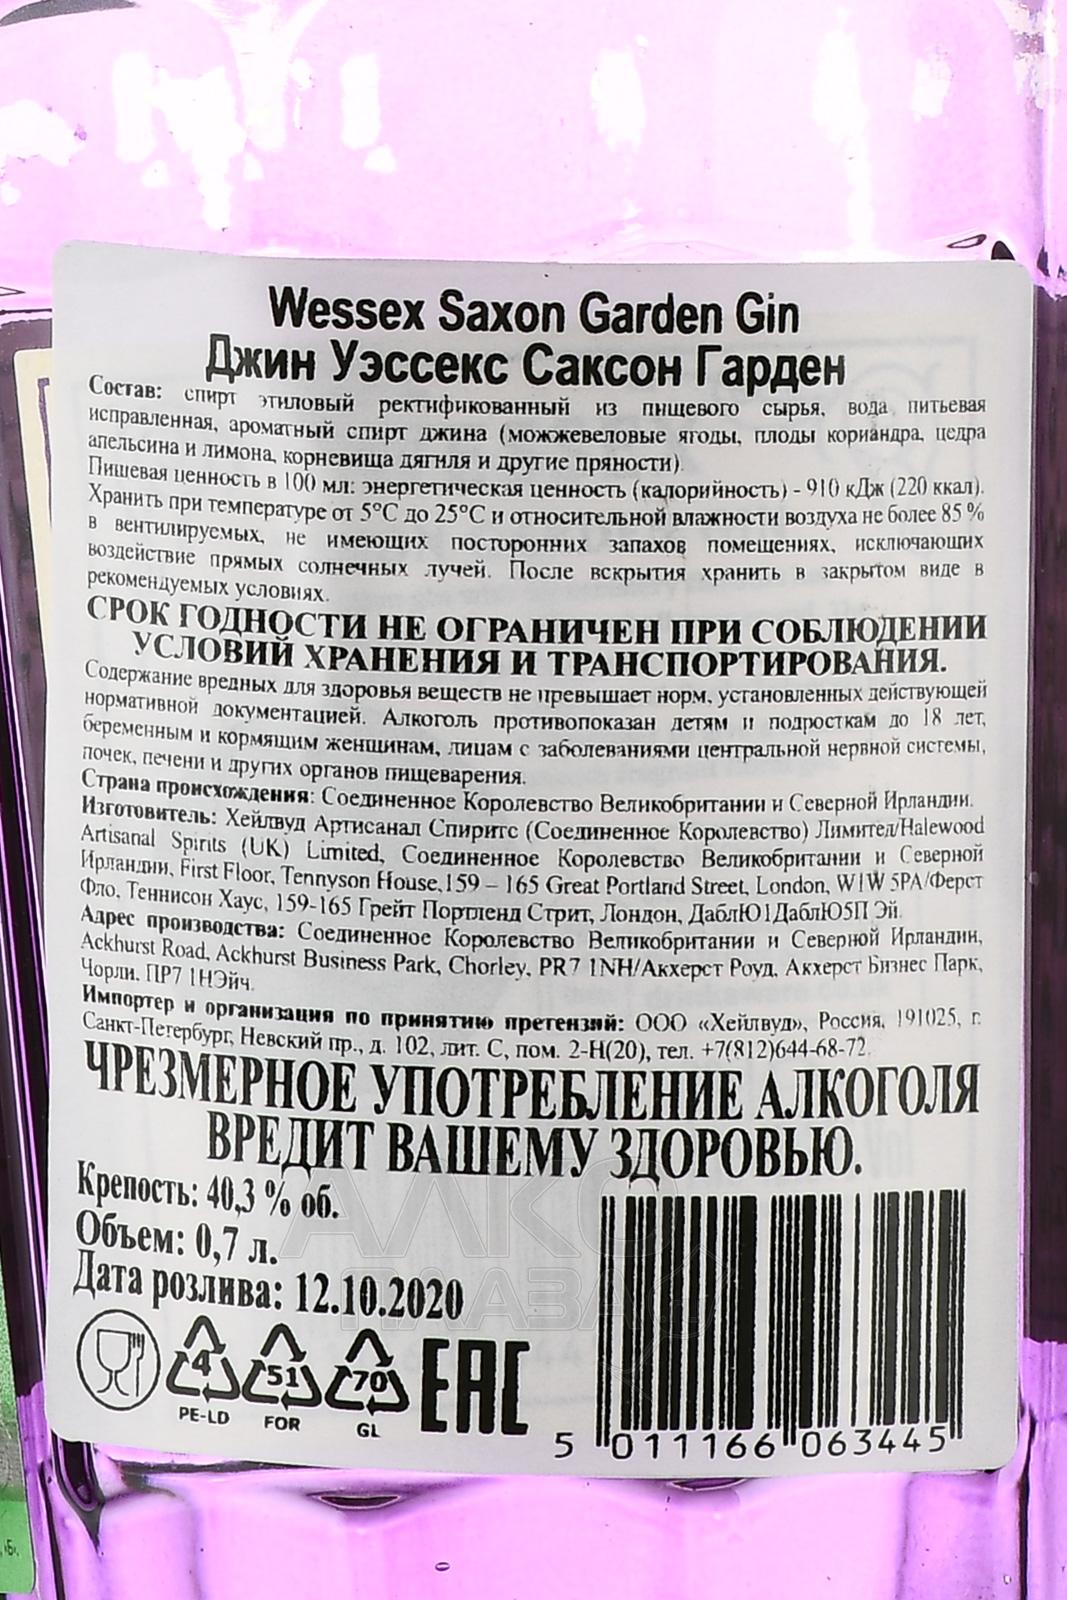 Wessex Saxon Garden Gin
Джин Уэссекс Саксон Гарден
Состав: спирт этиловый ректификованный из пищевого сырья, вода питьевая
исправленная, ароматный спирт джина (можжевеловые ягоды, плоды кориандра, цедра
апельсина и лимона, корневища дягиля и другие пряности).
Пищевая ценность в 100 мл: энергетическая ценность (калорийность) - 910 кДж (220 ккал).
Хранить при температуре от 5°С до 25°С и относительной влажности воздуха не более 85 %
в вентилируемых, не имеющих посторонних запахов помещениях, исключающих
воздействие прямых солнечных лучей. После вскрытия хранить в закрытом виде в
рекомендуемых условиях.
СРОК ГОДНОСТИ НЕ ОГРАНИЧЕН ПРИ СОБЛЮДЕНИИ
УСЛОВИЙ ХРАНЕНИЯ И ТРАНСПОРТИРОВАНИЯ.
Содержание вредных для здоровья веществ не превышает норм, установленных действующей
нормативной документацией. Алкоголь противопоказан детям и подросткам до 18 лет,
беременным и кормящим женщинам, лицам с заболеваниями центральной нервной системы,
почек, печени и других органов пищеварения.
Страна происхождения: Соединенное Королевство Великобритании и Северной Ирландии.
Изготовитель: Хейлвуд Артисанал Спиритс (Соединенное Королевство) Лимител/Halewood
Artisanal Spirits (UK) Limited, Соединенное Королевство Великобритании и Северной
Ирландии, First Floor, Tennyson House,159 – 165 Great Portland Street, London, W1W 5PA/Ферст
Фло, Теннисон Хаус, 159-165 Грейт Портленд Стрит, Лондон, ДаблЮ1ДаблЮ5П Эй.
Адрес производства: Соединенное Королевство Великобритании и Северной Ирландии,
Ackhurst Road, Ackhurst Business Park, Chorley, PR7 1NH/Акхерст Роуд, Акхерст Бизнес Парк,
Чорли. ПР7 1НЭйч.
Импортер и организация по принятию претензий: ООО «Хейлвуд», Россия, 191025, г.
Санкт-Петербург, Невский пр., д. 102, лит. С, пом. 2-Н(20), тел. +7(812)644-68-72.
ЧРЕЗМЕРНОЕ УПОТРЕБЛЕНИЕ АЛКОГОЛЯ
ВРЕДИТ ВАШЕМУ ЗДОРОВЬЮ.
Крепость: 40,3 % об.
Объем: 0,7 л.
Дата розлива: 12.10.2020
АЛКО
ПЛАЗА
4 51 70 ЕАС
PE-LD FOR GL
5 011166 063445